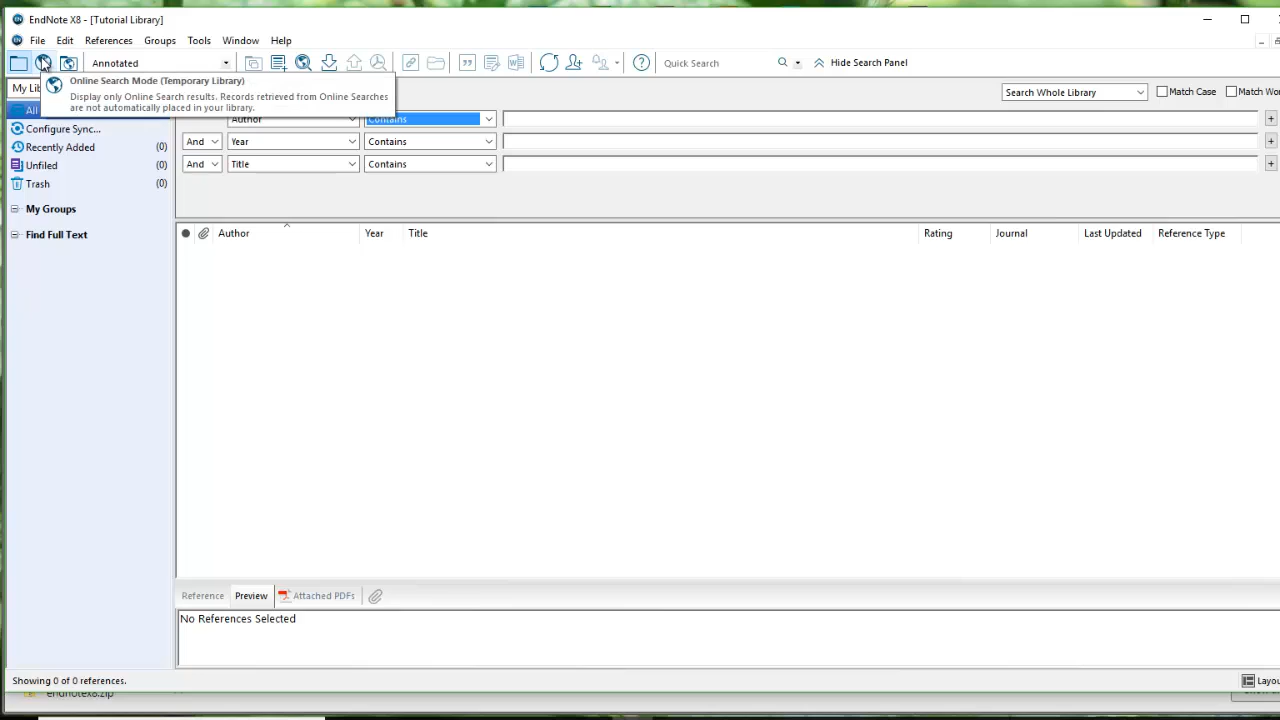 EndNote X8 - [Tutorial Library]
File Edit References Groups Tools Window Help
Annotated Quick Search Hide Search Panel
Online Search Mode (Temporary Library)
Display only Online Search results. Records retrieved from Online Searches
are not automatically placed in your library.
My Lib Search Whole Library Match Case Match Wor
All Author Contains
Configure Sync...
And Year Contains
Recently Added (0)
Unfiled (0)
And Title Contains
Trash (0)
My Groups
Find Full Text
Author Year Title Rating Journal Last Updated Reference Type
Reference Preview Attached PDFs
No References Selected
Showing 0 of 0 references. Layou
endnotex8.zip